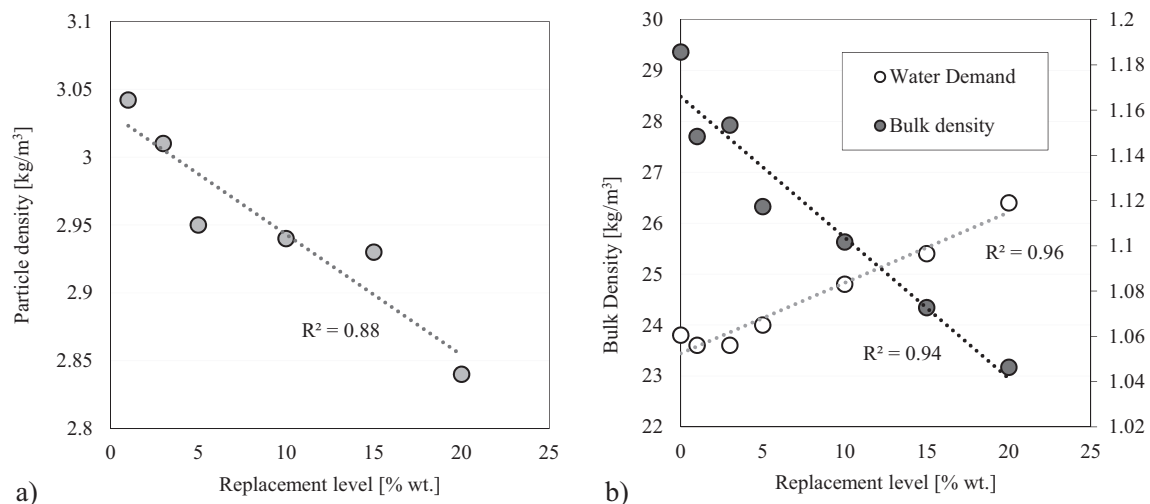 3.1
3.05
3
2.95
2.9
2.85
2.8
Particle density [kg/m³]
R² = 0.88
0 5 10 15 20 25
Replacement level [% wt.]
a)
30
29
28
27
26
25
24
23
22
Bulk Density [kg/m³]
Water Demand
Bulk density
R² = 0.96
R² = 0.94
1.2
1.18
1.16
1.14
1.12
1.1
1.08
1.06
1.04
1.02
0 5 10 15 20 25
Replacement level [% wt.]
b)